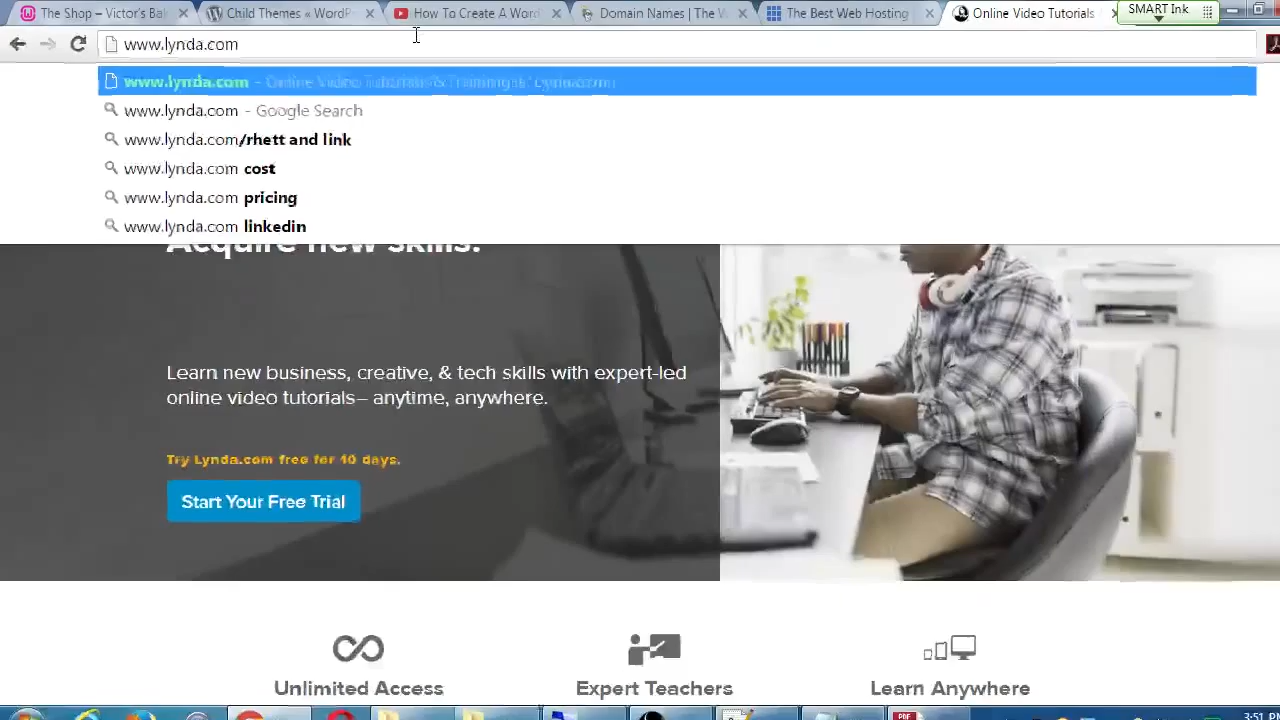 The Shop – Victor's Bal
Child Themes « WordPr
How To Create A Word
Domain Names | The W
The Best Web Hosting
Online Video Tutorials
SMART Ink
www.lynda.com
www.lynda.com - Online Video Tutorials & Training
www.lynda.com - Google Search
www.lynda.com/rhett and link
www.lynda.com cost
www.lynda.com pricing
www.lynda.com linkedin
Acquire new skills.
Learn new business, creative, & tech skills with expert-led
online video tutorials– anytime, anywhere.
Try Lynda.com free for 10 days.
Start Your Free Trial
Unlimited Access
Expert Teachers
Learn Anywhere
PDF
3:51 P